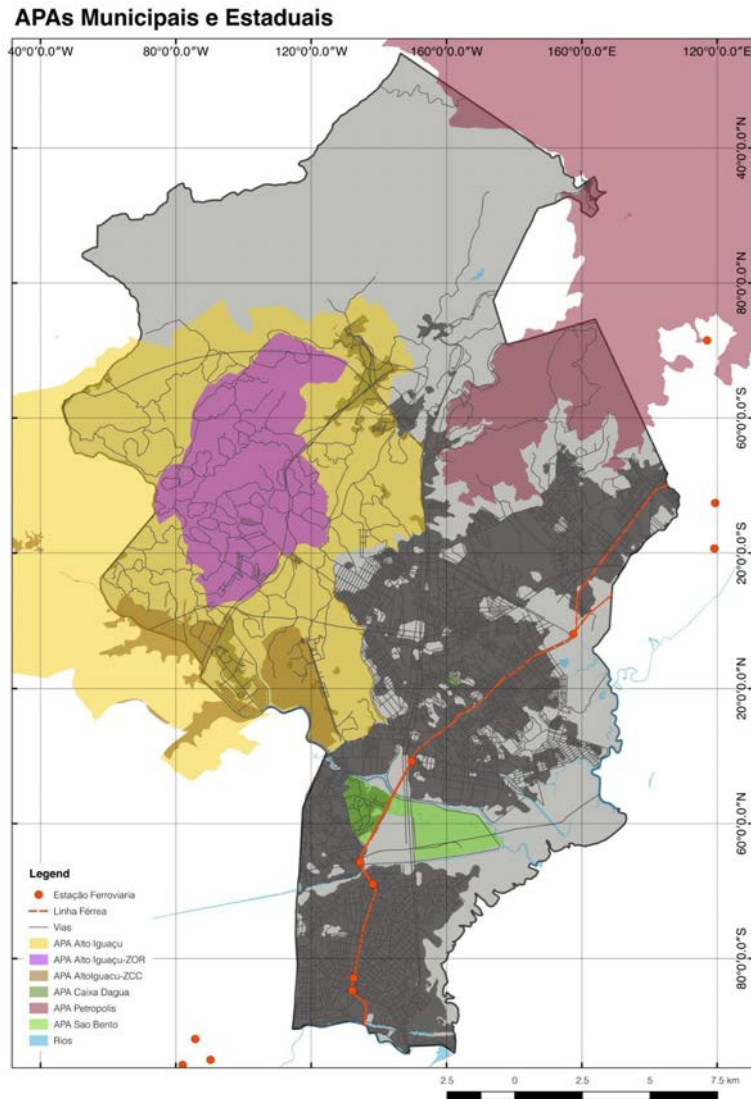 APAs Municipais e Estaduais
40°0'0.0"W 80°0'0.0"W 120°0'0.0"W 160°0'0.0"W 160°0'0.0"E 120°0'0.0"E
40°0'0.0"N
80°0'0.0"N
60°0'0.0"S
20°0'0.0"S
20°0'0.0"N
60°0'0.0"N
80°0'0.0"S
Legend
Estação Ferroviaria
Linha Férrea
Vias
APA Alto Iguaçu
APA Alto Iguaçu-ZOR
APA AltoIguacu-ZCC
APA Caixa Dagua
APA Petropolis
APA Sao Bento
Rios
2.5 0 2.5 5 7.5 km